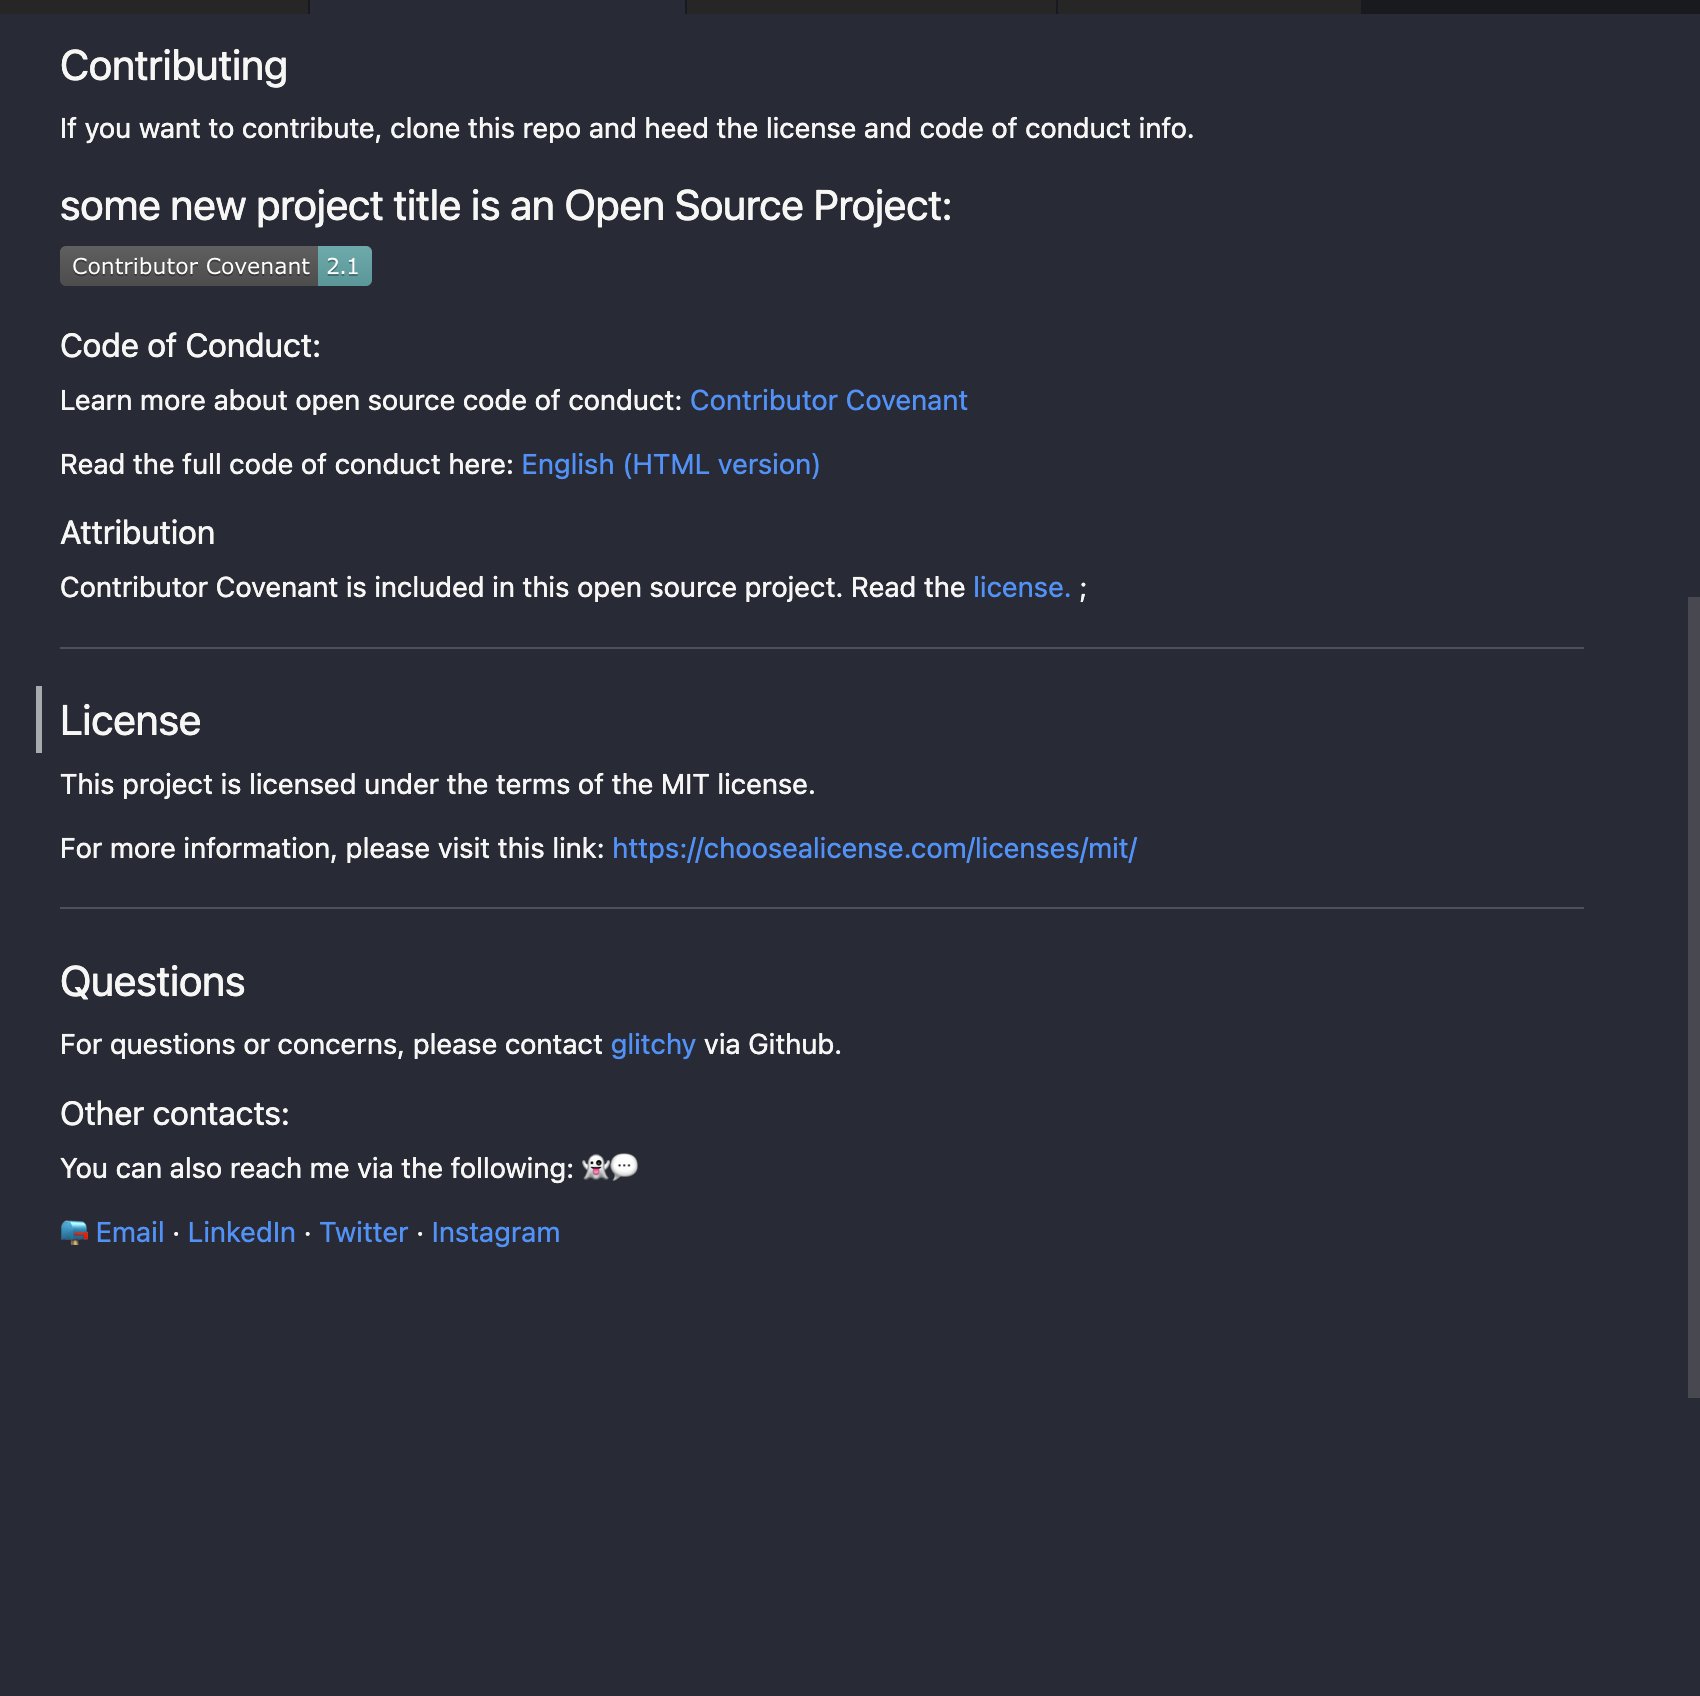 Contributing
If you want to contribute, clone this repo and heed the license and code of conduct info.
some new project title is an Open Source Project:
Contributor Covenant 2.1
Code of Conduct:
Learn more about open source code of conduct: Contributor Covenant
Read the full code of conduct here: English (HTML version)
Attribution
Contributor Covenant is included in this open source project. Read the license. ;
License
This project is licensed under the terms of the MIT license.
For more information, please visit this link: https://choosealicense.com/licenses/mit/
Questions
For questions or concerns, please contact glitchy via Github.
Other contacts:
You can also reach me via the following: 👻💬
📪 Email · LinkedIn · Twitter · Instagram